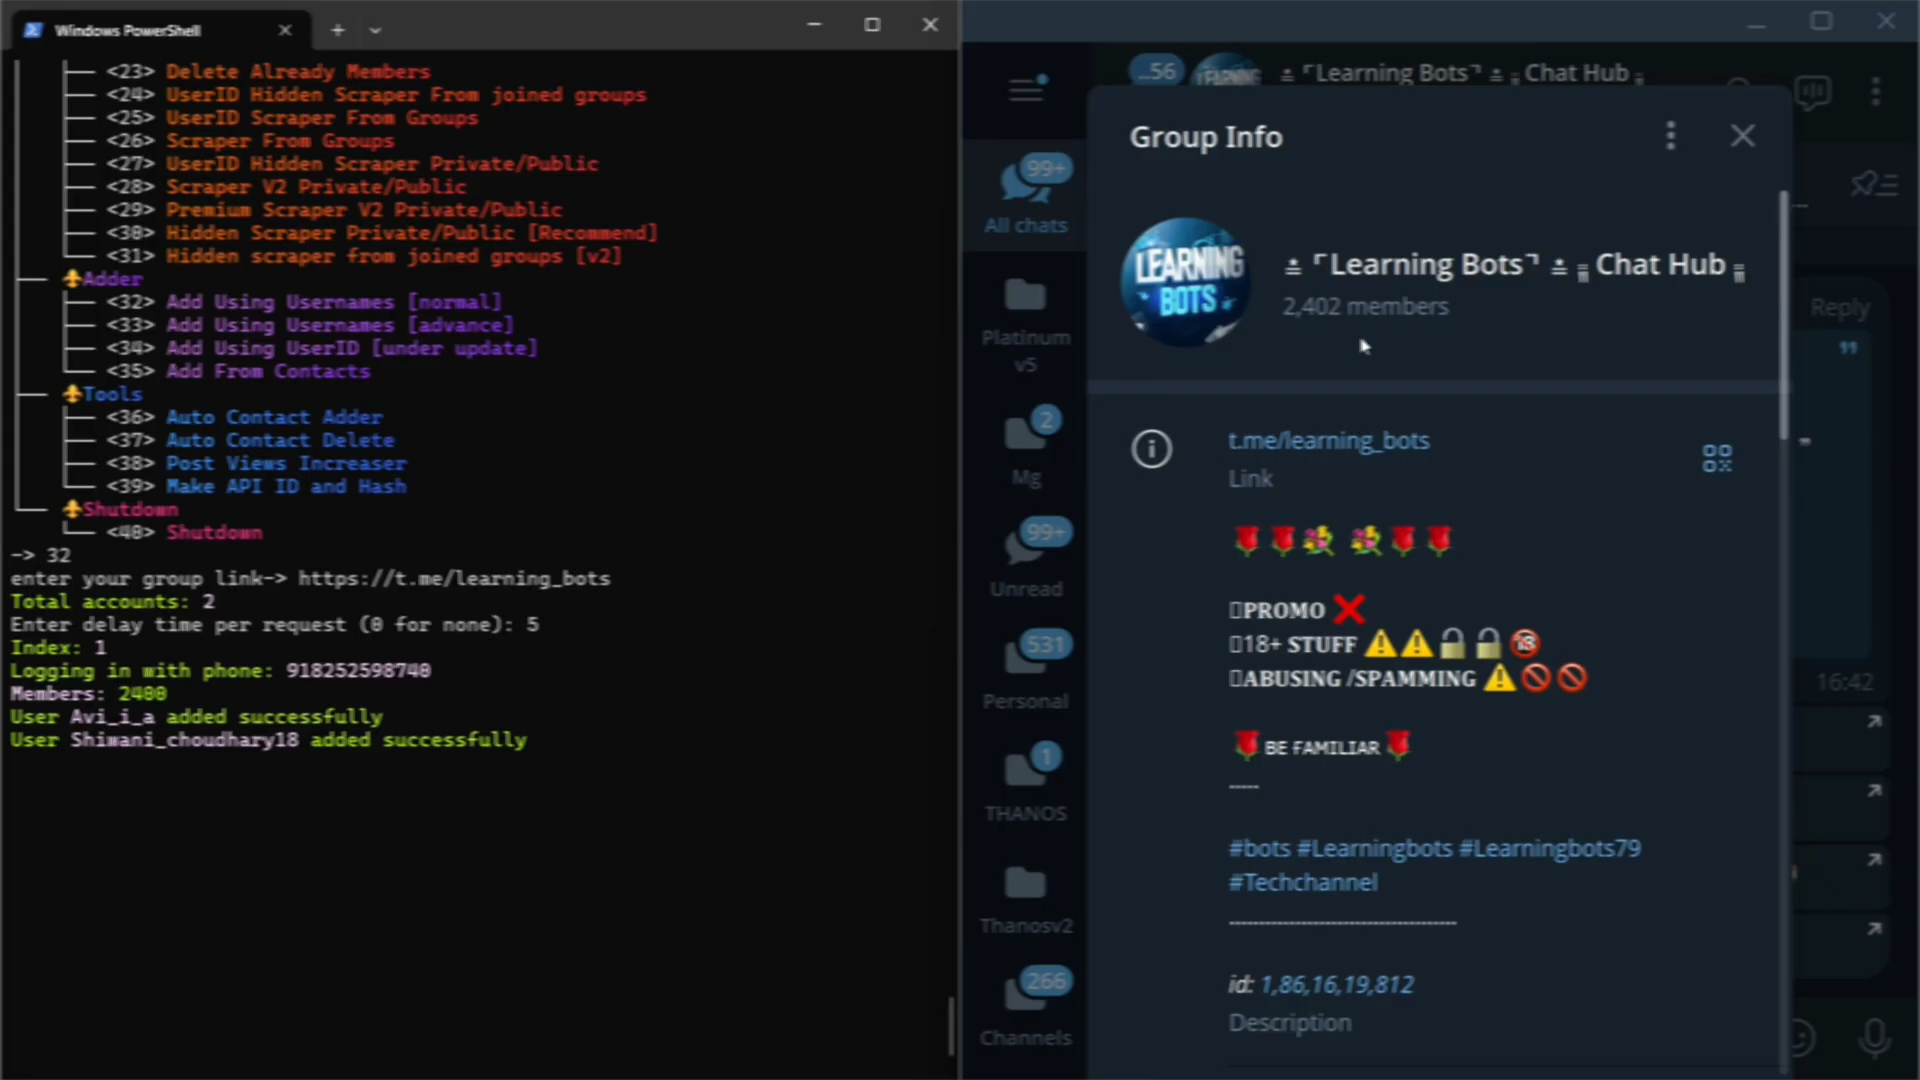 Windows PowerShell
<23> Delete Already Members
<24> UserID Hidden Scraper From joined groups
<25> UserID Scraper From Groups
<26> Scraper From Groups
<27> UserID Hidden Scraper Private/Public
<28> Scraper V2 Private/Public
<29> Premium Scraper V2 Private/Public
<30> Hidden Scraper Private/Public [Recommend]
<31> Hidden scraper from joined groups [v2]
Adder
<32> Add Using Usernames [normal]
<33> Add Using Usernames [advance]
<34> Add Using UserID [under update]
<35> Add From Contacts
Tools
<36> Auto Contact Adder
<37> Auto Contact Delete
<38> Post Views Increaser
<39> Make API ID and Hash
Shutdown
<40> Shutdown
-> 32
enter your group link-> https://t.me/learning_bots
Total accounts: 2
Enter delay time per request (0 for none): 5
Index: 1
Logging in with phone: 918252598740
Members: 2400
User Avi_i_a added successfully
User Shiwani_choudhary18 added successfully
..56
「Learning Bots」 Chat Hub
99+
All chats
Platinum
v5
2
Mg
99+
Unread
531
Personal
1
THANOS
Thanosv2
266
Channels
Group Info
LEARNING
BOTS
「Learning Bots」 Chat Hub
2,402 members
t.me/learning_bots
Link
🌹🌹💐 💐🌹🌹
PROMO ❌
18+ STUFF ⚠️⚠️🔓🔓🔞
ABUSING /SPAMMING ⚠️🚫🚫
🌹BE FAMILIAR🌹
-----
#bots #Learningbots #Learningbots79
#Techchannel
--------------------------------------
id: 1,86,16,19,812
Description
Reply
16:42